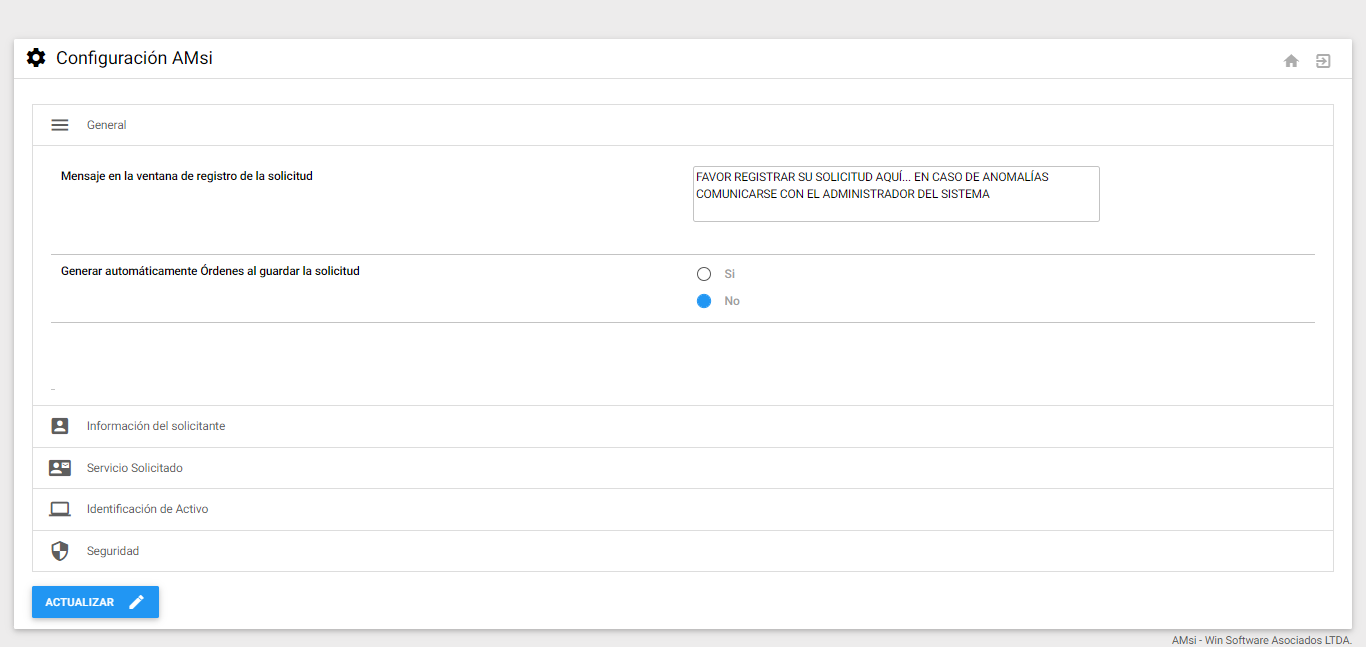 Configuración AMsi
General
Mensaje en la ventana de registro de la solicitud
FAVOR REGISTRAR SU SOLICITUD AQUÍ... EN CASO DE ANOMALÍAS
COMUNICARSE CON EL ADMINISTRADOR DEL SISTEMA
Generar automáticamente Órdenes al guardar la solicitud
Si
No
Información del solicitante
Servicio Solicitado
Identificación de Activo
Seguridad
ACTUALIZAR
AMsi - Win Software Asociados LTDA.